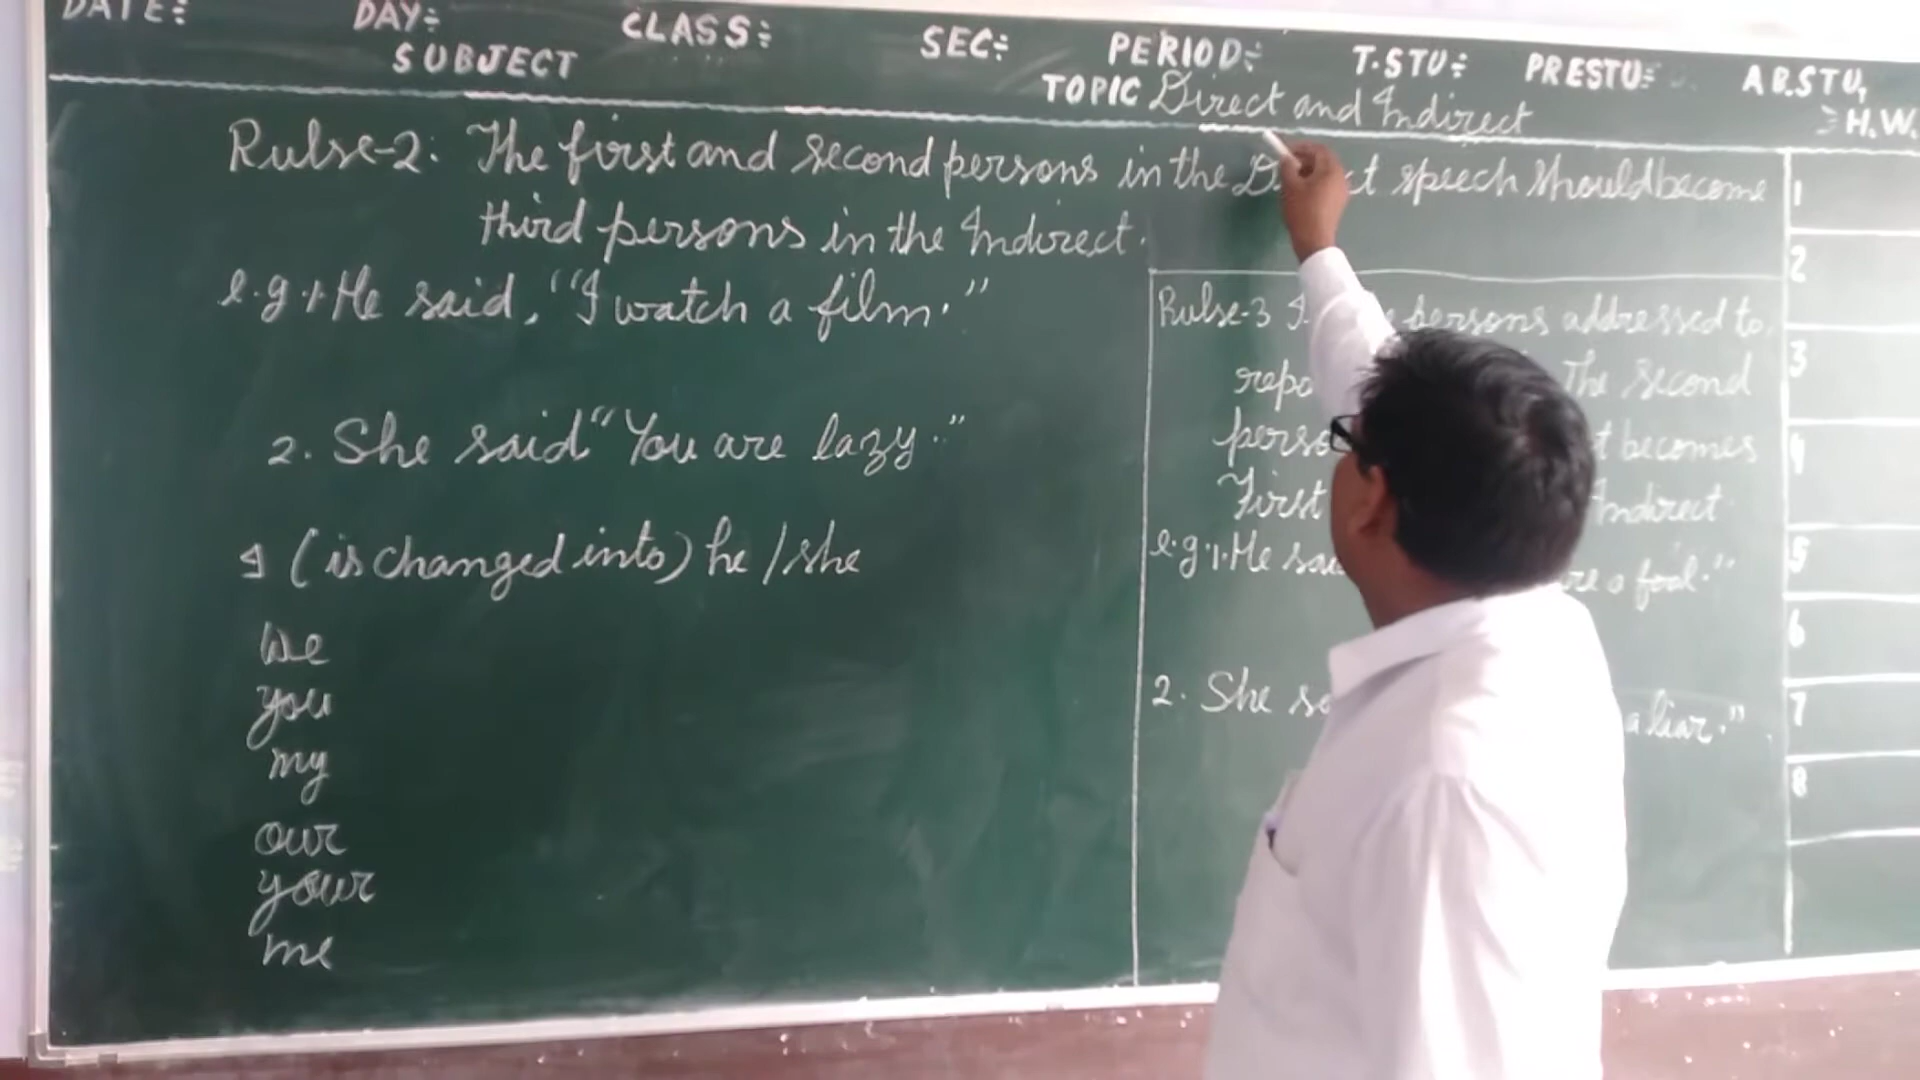 DATE:
DAY:
CLASS:
SEC:
PERIOD:
T.STU:
PRESTU:
AB.STU,
SUBJECT
TOPIC Direct and Indirect
H.W.
Rulse-2: The first and second persons in the speech should become
third persons in the Indirect.
e.g.1. He said, "I watch a film."
2. She said "You are lazy."
I (is changed into) he / she
we
you
my
our
your
me
Rulse-3 persons addressed to
The second
becomes
First Indirect
e.g.1. He a fool."
2. She a liar."
1
2
3
4
5
6
7
8